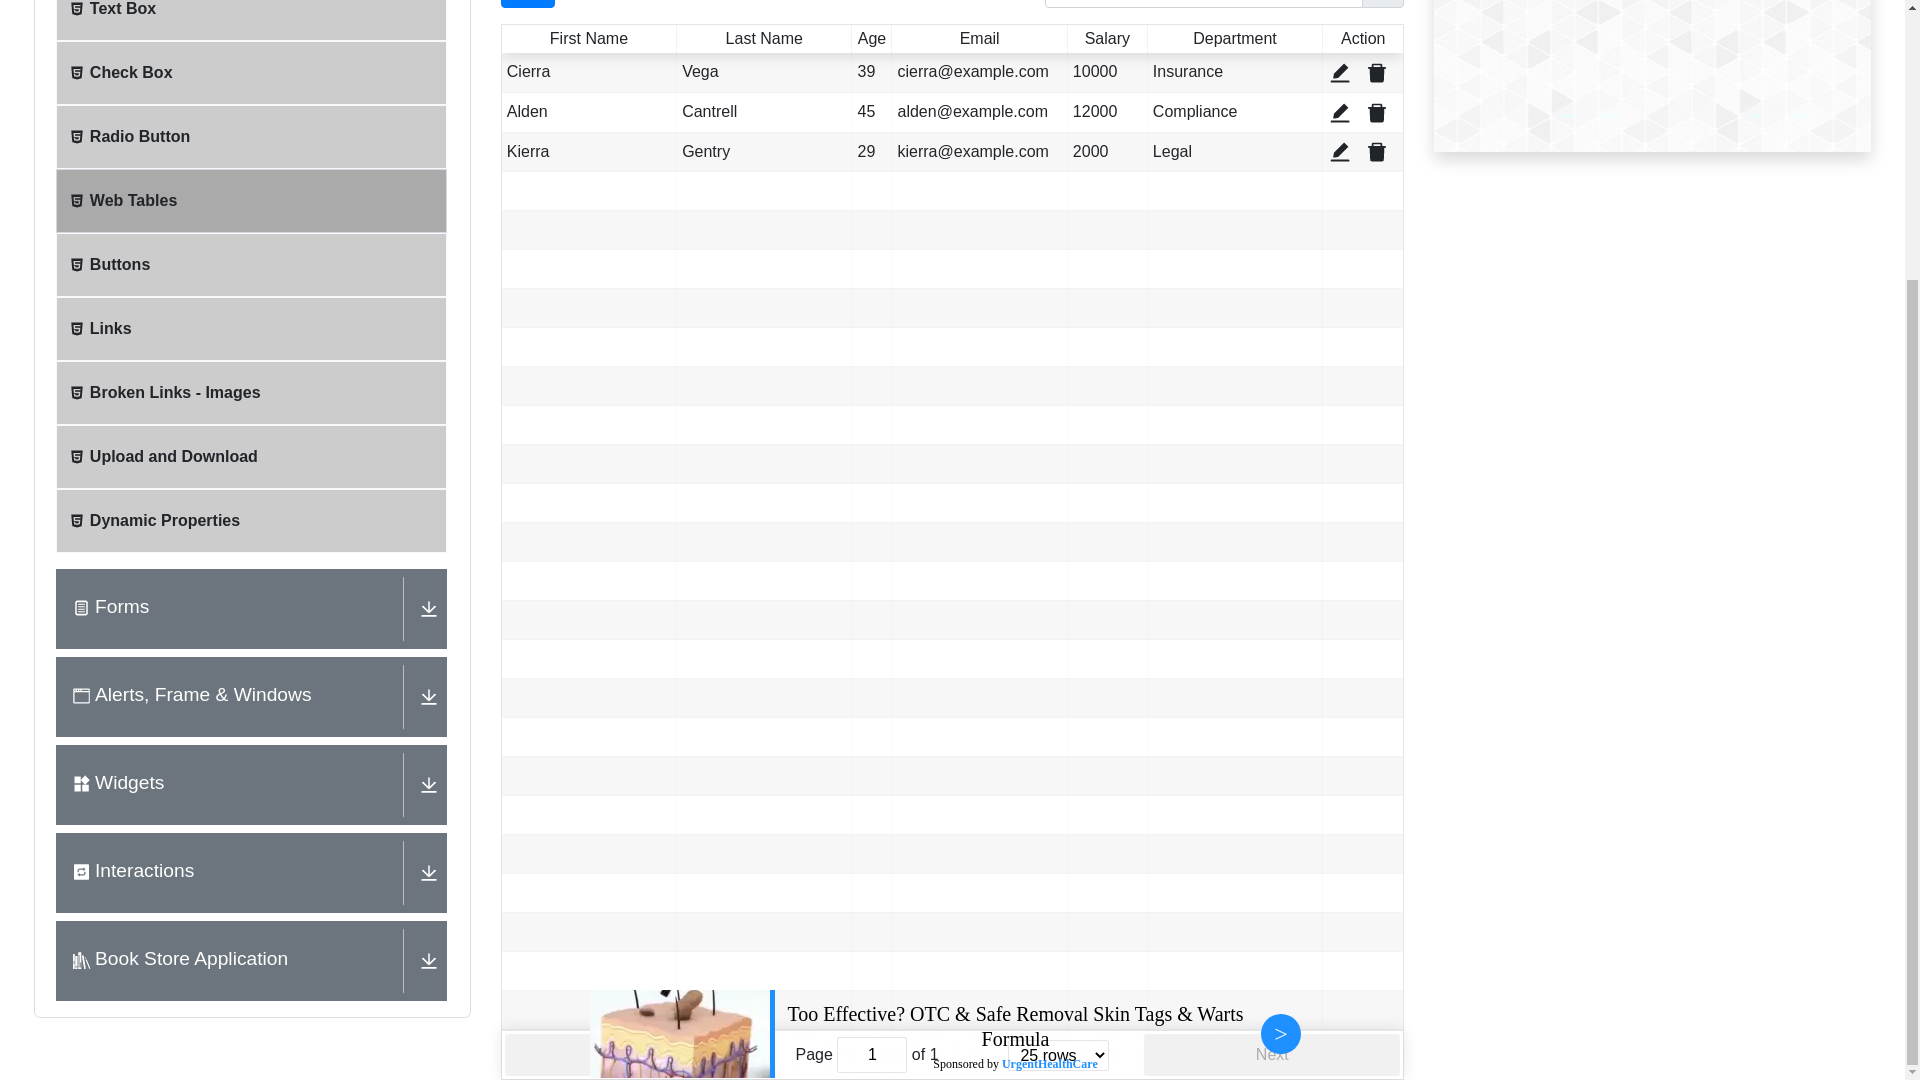 Text Box
Check Box
Radio Button
Web Tables
Buttons
Links
Broken Links - Images
Upload and Download
Dynamic Properties
Forms
Alerts, Frame & Windows
Widgets
Interactions
Book Store Application
First Name Last Name Age Email Salary Department Action
Cierra Vega 39 cierra@example.com 10000 Insurance
Alden Cantrell 45 alden@example.com 12000 Compliance
Kierra Gentry 29 kierra@example.com 2000 Legal
Too Effective? OTC & Safe Removal Skin Tags & Warts
Formula
Sponsored by UrgentHealthCare
>
Page 1 of 1 25 rows Next